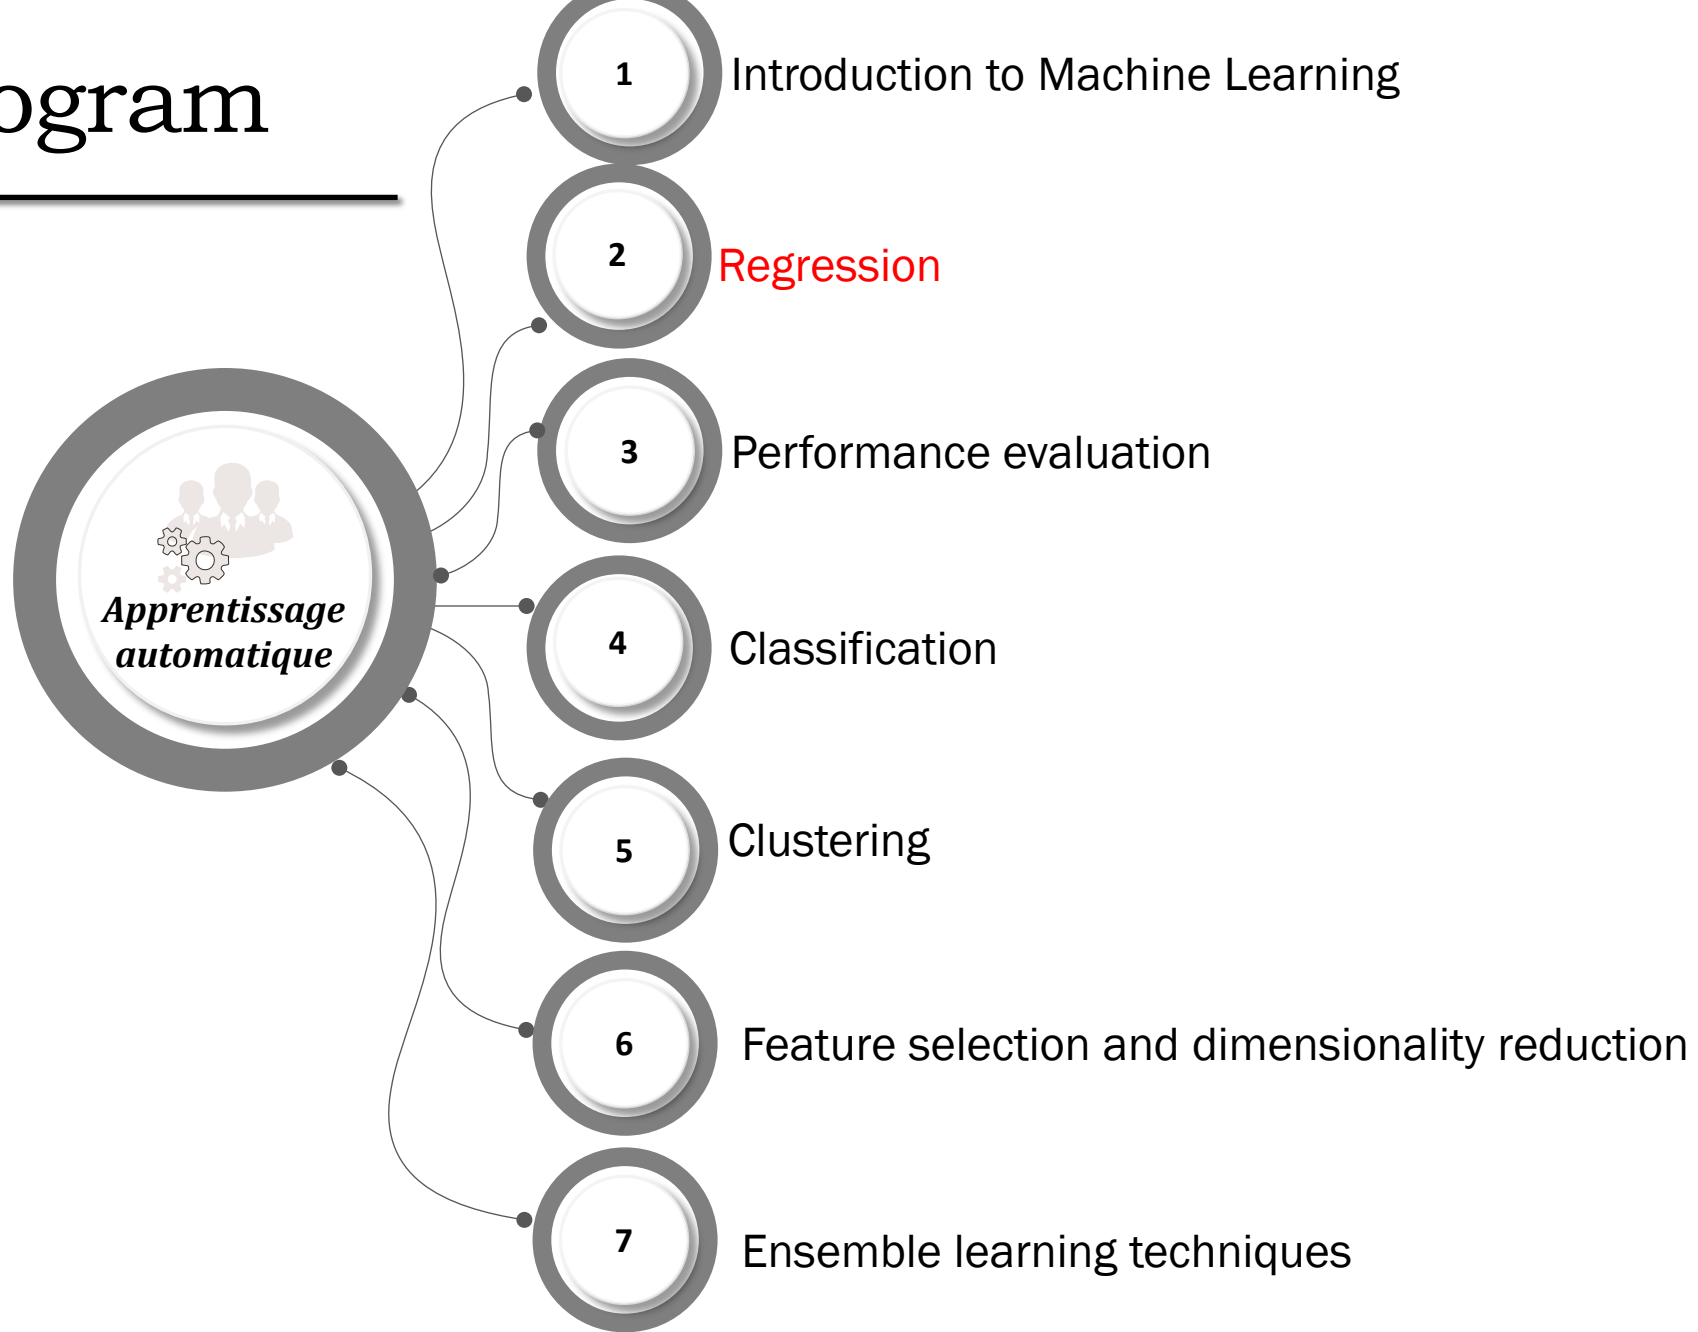 ogram
1 Introduction to Machine Learning
2 Regression
3 Performance evaluation
Apprentissage
automatique
4 Classification
5 Clustering
6 Feature selection and dimensionality reduction
7 Ensemble learning techniques